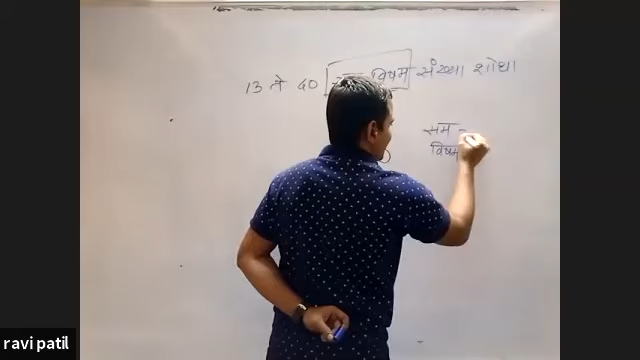 13 ते 40 विषम संख्या शोधा
सम -
विषम
ravi patil